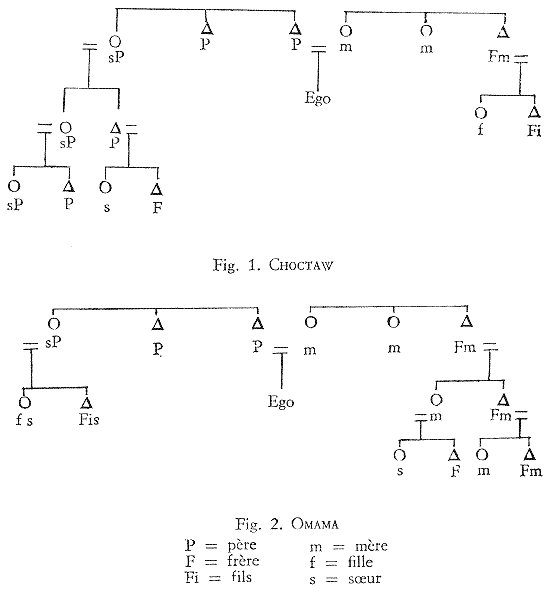 sP P P m m
Fm
Ego f Fi
sP P
sP P s F
Fig. 1. CHOCTAW
sP P P m m Fm
f s Fis Ego m Fm
s F m Fm
Fig. 2. OMAMA
P = père m = mère
F = frère f = fille
Fi = fils s = sœur